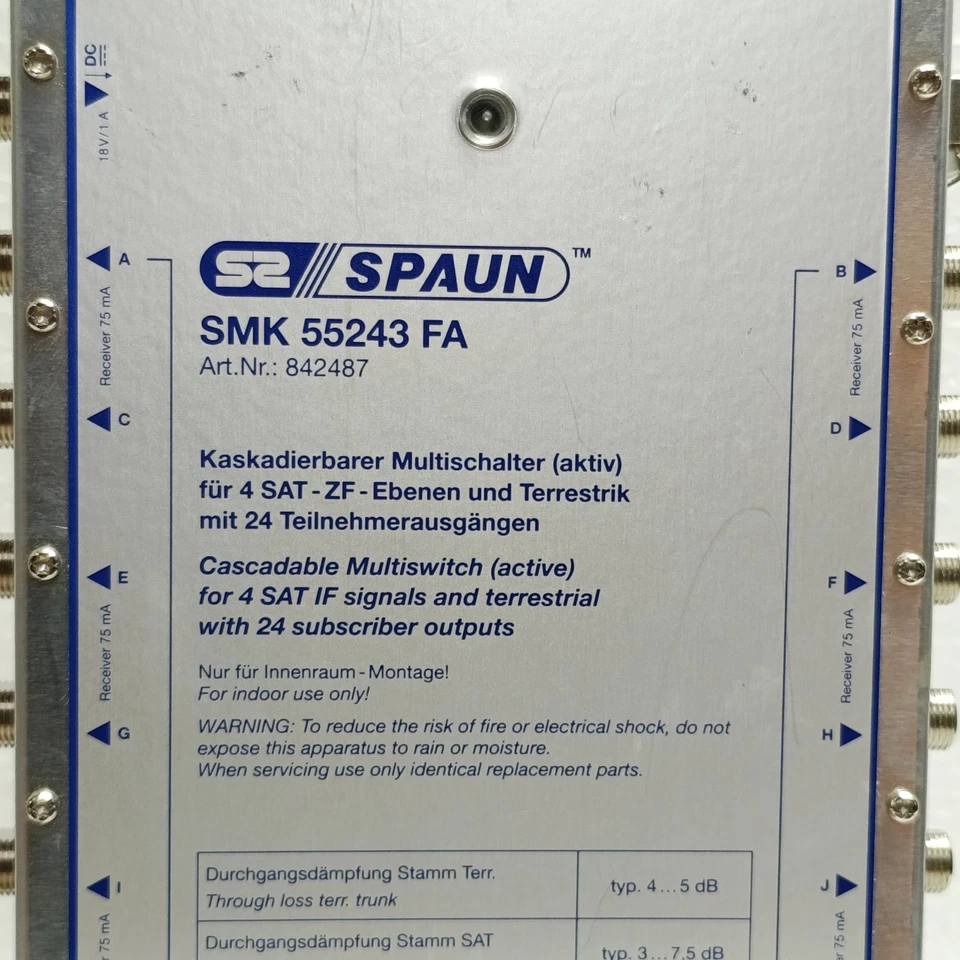 DC
18V/1 A
A
B
Receiver 75 mA
Receiver 75 mA
C
D
SPAUN™
SMK 55243 FA
Art.Nr.: 842487
Kaskadierbarer Multischalter (aktiv)
für 4 SAT-ZF-Ebenen und Terrestrik
mit 24 Teilnehmerausgängen
Cascadable Multiswitch (active)
for 4 SAT IF signals and terrestrial
with 24 subscriber outputs
E
F
Receiver 75 mA
Receiver 75 mA
G
H
Nur für Innenraum-Montage!
For indoor use only!
WARNING: To reduce the risk of fire or electrical shock, do not
expose this apparatus to rain or moisture.
When servicing use only identical replacement parts.
I
J
75 mA
75 mA
Durchgangsdämpfung Stamm Terr.
Through loss terr. trunk
typ. 4...5 dB
Durchgangsdämpfung Stamm SAT
typ. 3...7,5 dB